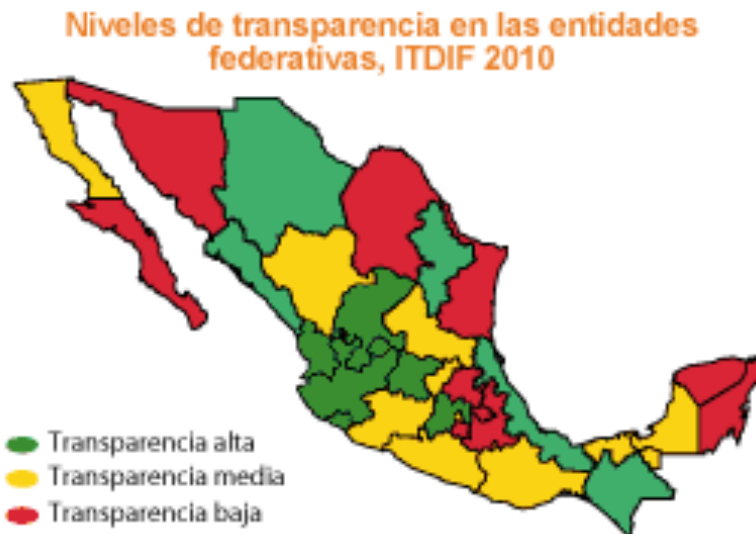 Niveles de transparencia en las entidades
federativas, ITDIF 2010
Transparencia alta
Transparencia media
Transparencia baja